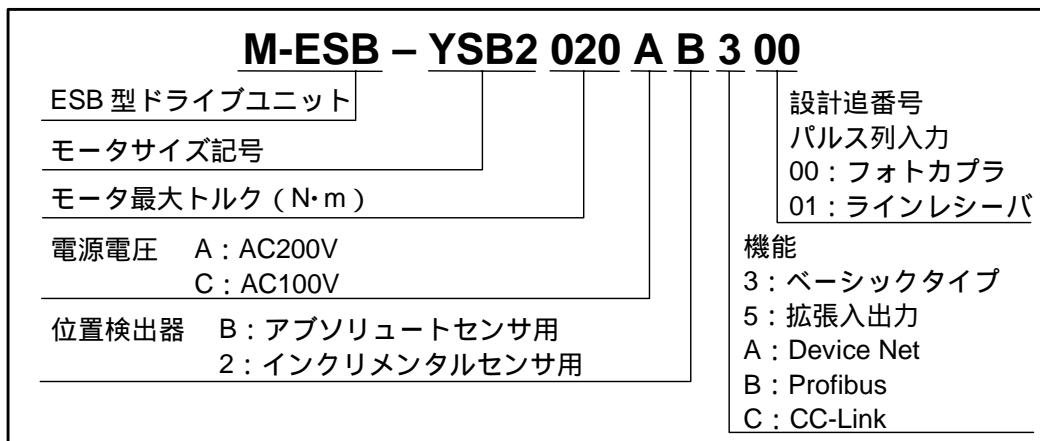 M-ESB – YSB2 020 A B 3 00
ESB 型ドライブユニット
モータサイズ記号
モータ最大トルク(N･m)
電源電圧 A:AC200V
C:AC100V
位置検出器 B:アブソリュートセンサ用
2:インクリメンタルセンサ用
設計追番号
パルス列入力
00:フォトカプラ
01:ラインレシーバ
機能
3:ベーシックタイプ
5:拡張入出力
A:Device Net
B:Profibus
C:CC-Link